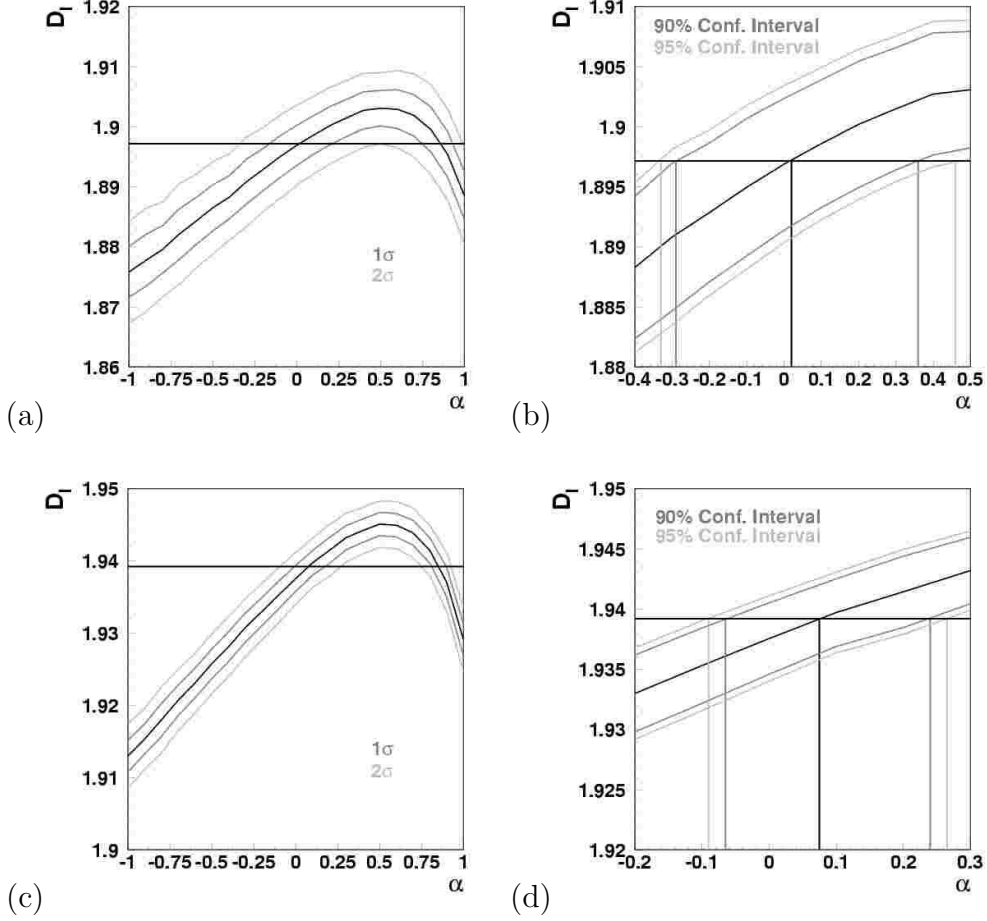 D_I
1.92
1.91
1.9
1.89
1.88
1.87
1.86
1σ
2σ
-1 -0.75 -0.5 -0.25 0 0.25 0.5 0.75 1
α
(a)
D_I
1.91
1.905
1.9
1.895
1.89
1.885
1.88
90% Conf. Interval
95% Conf. Interval
-0.4 -0.3 -0.2 -0.1 0 0.1 0.2 0.3 0.4 0.5
α
(b)
D_I
1.95
1.94
1.93
1.92
1.91
1.9
1σ
2σ
-1 -0.75 -0.5 -0.25 0 0.25 0.5 0.75 1
α
(c)
D_I
1.95
1.945
1.94
1.935
1.93
1.925
1.92
90% Conf. Interval
95% Conf. Interval
-0.2 -0.1 0 0.1 0.2 0.3
α
(d)